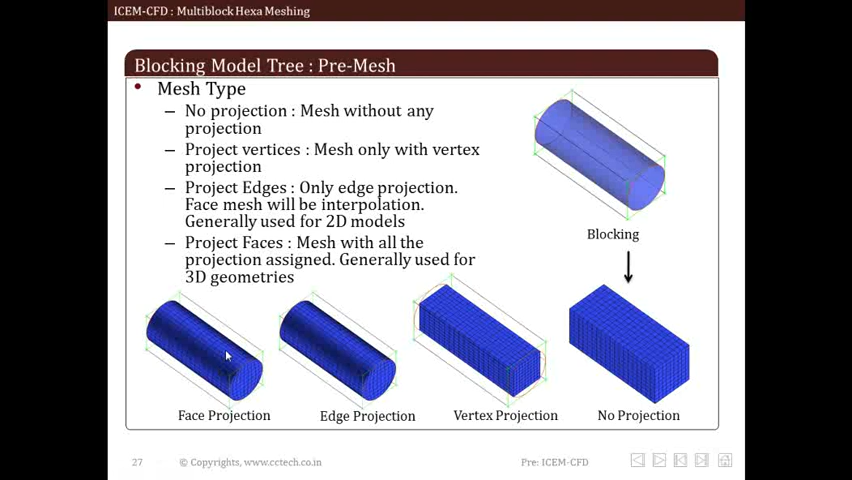 ICEM-CFD : Multiblock Hexa Meshing
Blocking Model Tree : Pre-Mesh
• Mesh Type
– No projection : Mesh without any
projection
– Project vertices : Mesh only with vertex
projection
– Project Edges : Only edge projection.
Face mesh will be interpolation.
Generally used for 2D models
– Project Faces : Mesh with all the
projection assigned. Generally used for
3D geometries
Blocking
Face Projection
Edge Projection
Vertex Projection
No Projection
27
© Copyrights, www.cctech.co.in
Pre: ICEM-CFD